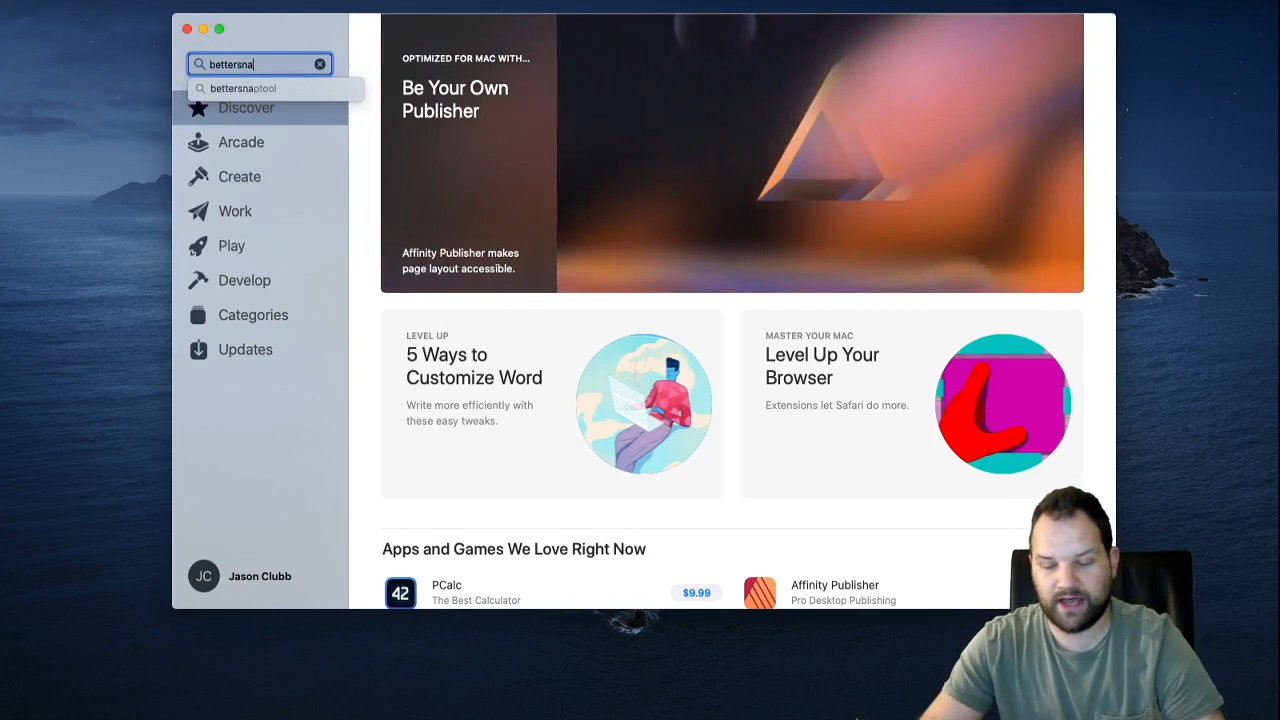 bettersna
bettersnaptool
Discover
Arcade
Create
Work
Play
Develop
Categories
Updates
JC
Jason Clubb
OPTIMIZED FOR MAC WITH...
Be Your Own
Publisher
Affinity Publisher makes
page layout accessible.
LEVEL UP
5 Ways to
Customize Word
Write more efficiently with
these easy tweaks.
MASTER YOUR MAC
Level Up Your
Browser
Extensions let Safari do more.
Apps and Games We Love Right Now
42
PCalc
The Best Calculator
$9.99
Affinity Publisher
Pro Desktop Publishing